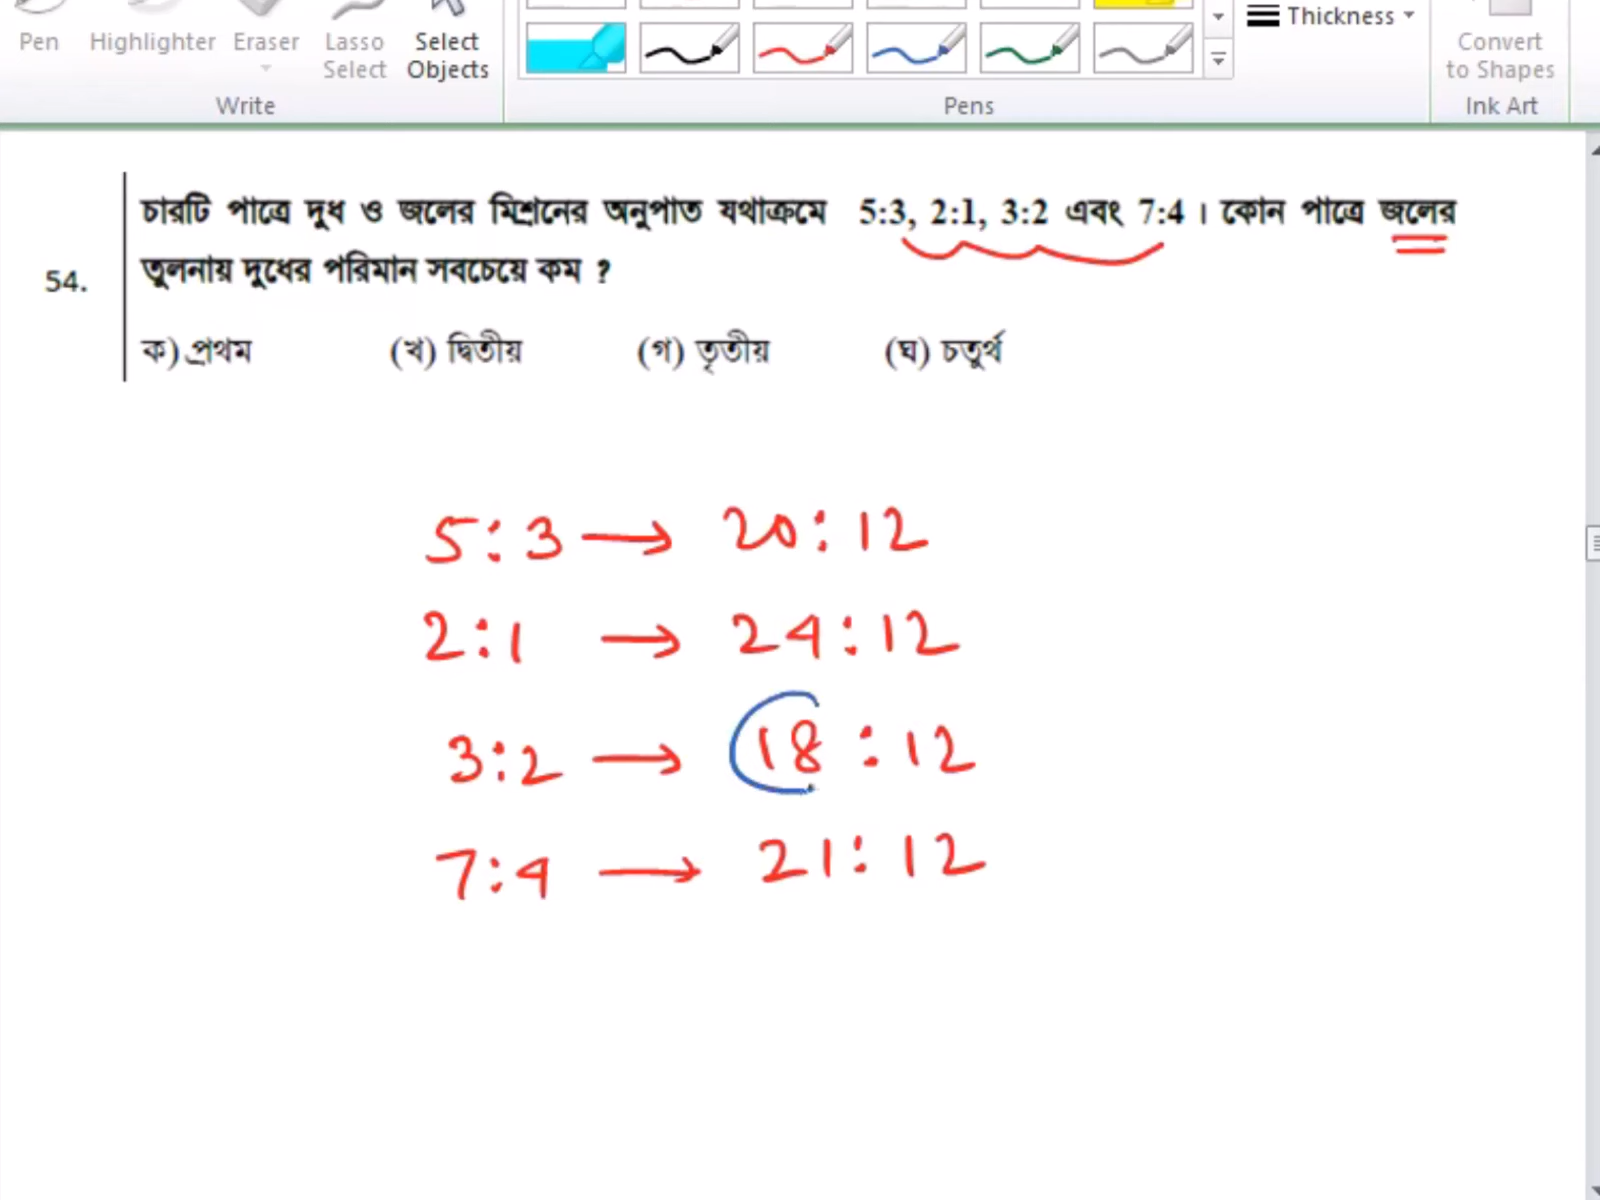 Pen Highlighter Eraser Lasso Select Select Objects
Write
Thickness
Pens
Convert to Shapes
Ink Art
54.
চারটি পাত্রে দুধ ও জলের মিশ্রনের অনুপাত যথাক্রমে 5:3, 2:1, 3:2 এবং 7:4 । কোন পাত্রে জলের
তুলনায় দুধের পরিমান সবচেয়ে কম ?
ক) প্রথম (খ) দ্বিতীয় (গ) তৃতীয় (ঘ) চতুর্থ
5:3 → 20:12
2:1 → 24:12
3:2 → 18:12
7:4 → 21:12